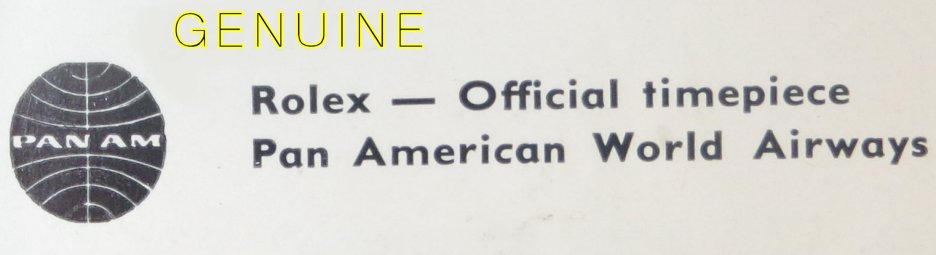 GENUINE
Rolex — Official timepiece
PAN AM
Pan American World Airways